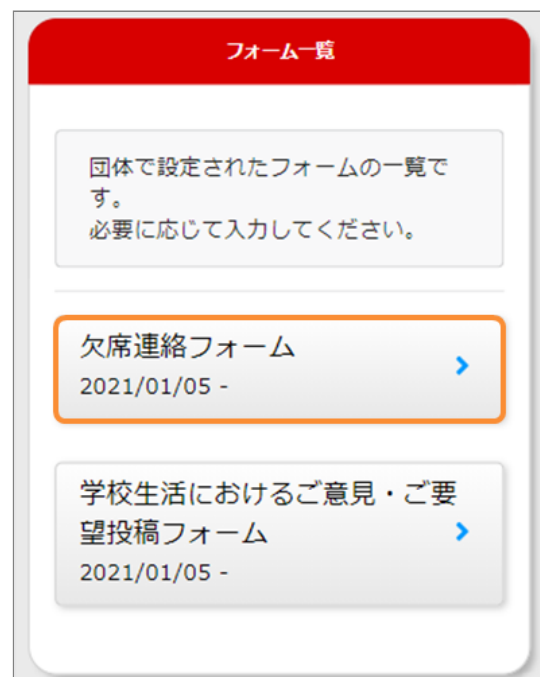 フォーム一覧
団体で設定されたフォームの一覧で
す。
必要に応じて入力してください。
欠席連絡フォーム
2021/01/05 -
学校生活におけるご意見・ご要
望投稿フォーム
2021/01/05 -